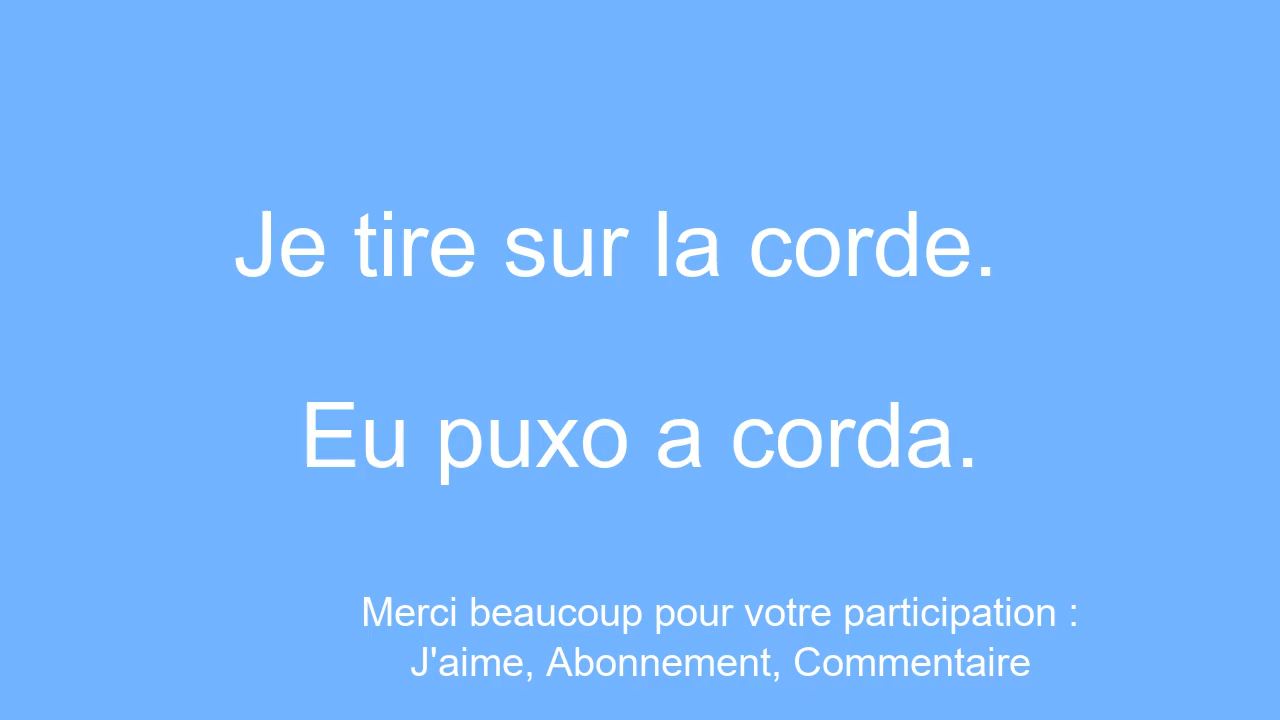 Je tire sur la corde.
Eu puxo a corda.
Merci beaucoup pour votre participation :
J'aime, Abonnement, Commentaire